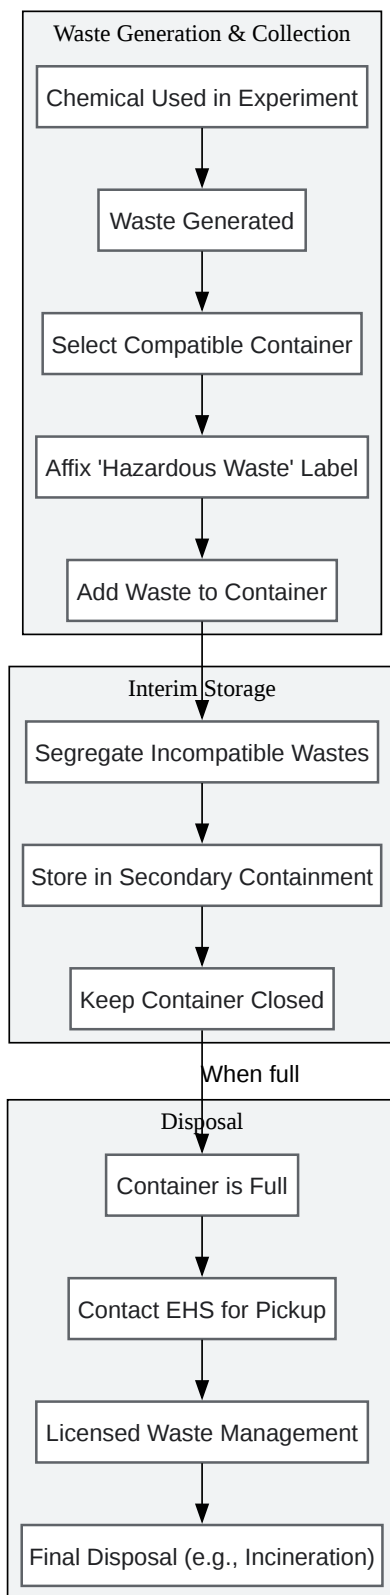 Waste Generation & Collection
Chemical Used in Experiment
Waste Generated
Select Compatible Container
Affix 'Hazardous Waste' Label
Add Waste to Container
Interim Storage
Segregate Incompatible Wastes
Store in Secondary Containment
Keep Container Closed
When full
Disposal
Container is Full
Contact EHS for Pickup
Licensed Waste Management
Final Disposal (e.g., Incineration)